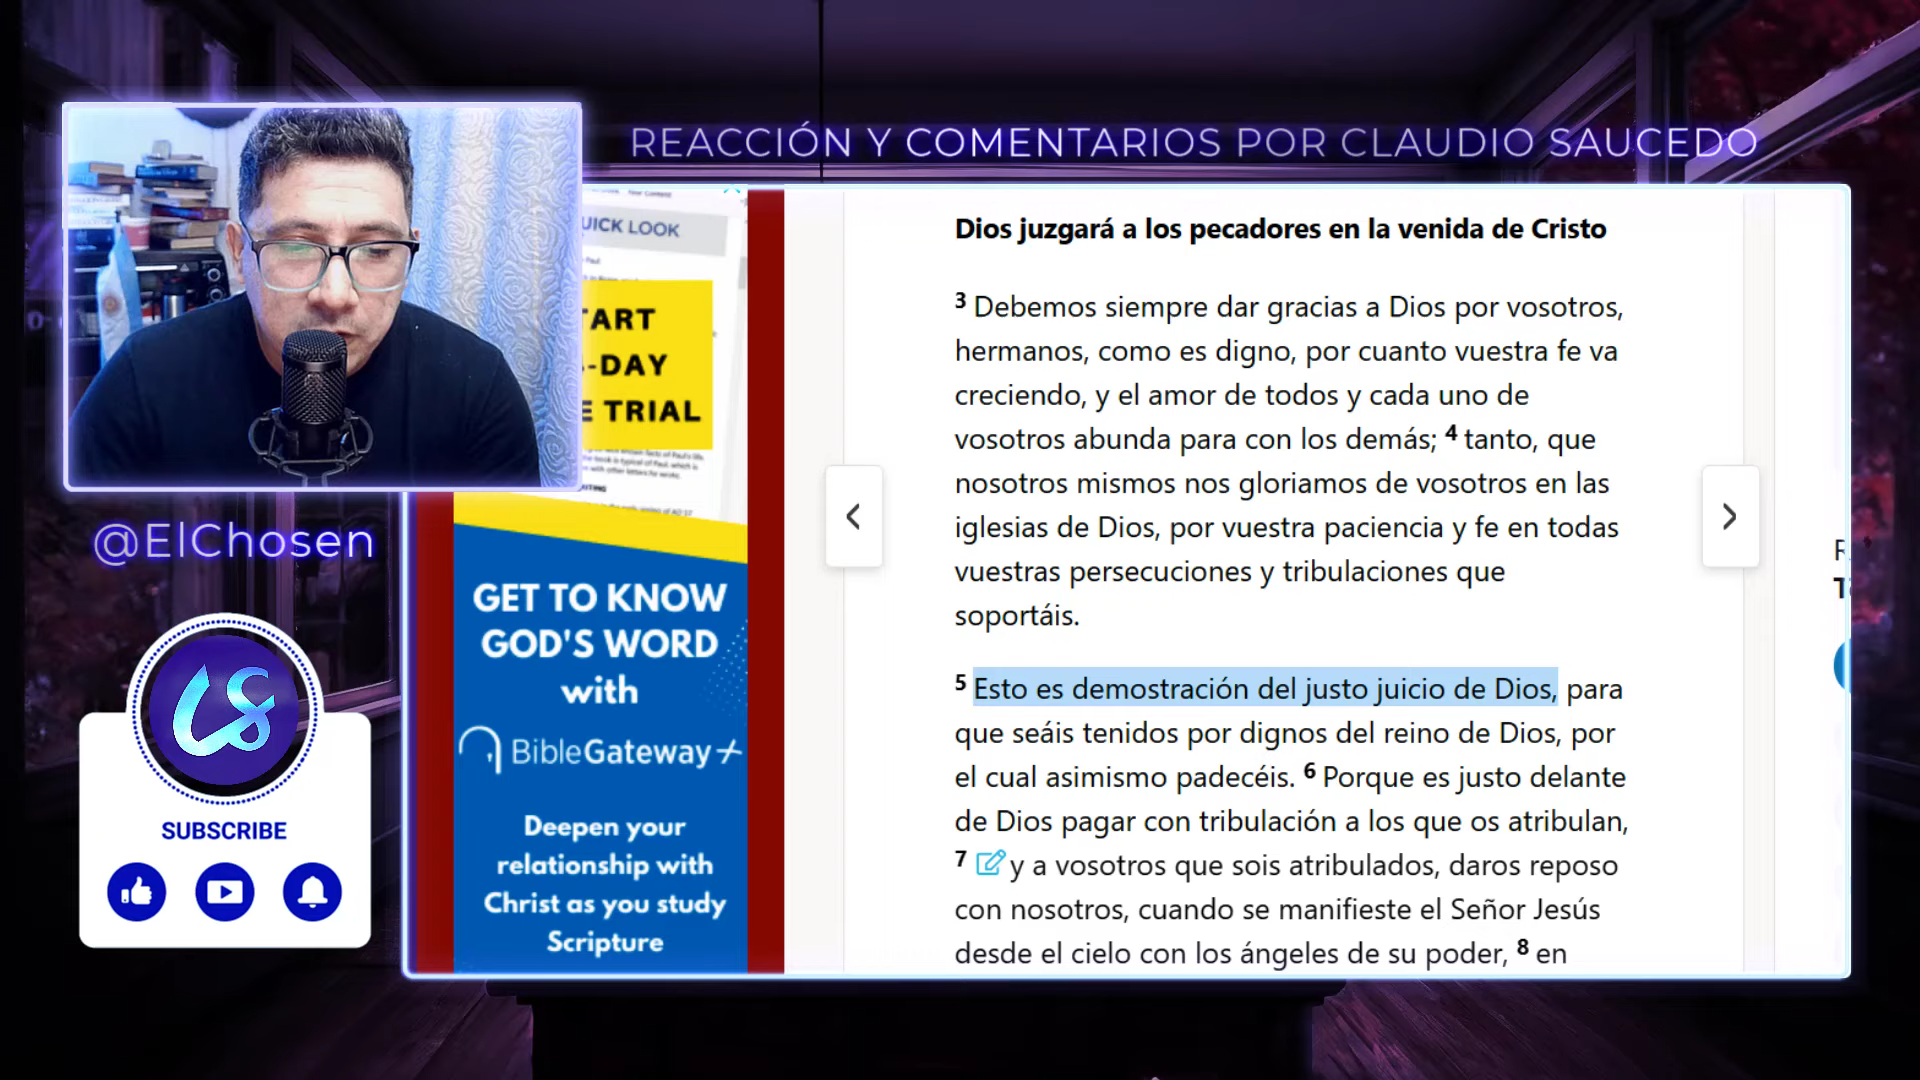 REACCIÓN Y COMENTARIOS POR CLAUDIO SAUCEDO
@ElChosen
SUBSCRIBE
UICK LOOK
TART
-DAY
E TRIAL
GET TO KNOW
GOD'S WORD
with
BibleGateway+
Deepen your
relationship with
Christ as you study
Scripture
Dios juzgará a los pecadores en la venida de Cristo
3 Debemos siempre dar gracias a Dios por vosotros,
hermanos, como es digno, por cuanto vuestra fe va
creciendo, y el amor de todos y cada uno de
vosotros abunda para con los demás; 4 tanto, que
nosotros mismos nos gloriamos de vosotros en las
iglesias de Dios, por vuestra paciencia y fe en todas
vuestras persecuciones y tribulaciones que
soportáis.
5 Esto es demostración del justo juicio de Dios, para
que seáis tenidos por dignos del reino de Dios, por
el cual asimismo padecéis. 6 Porque es justo delante
de Dios pagar con tribulación a los que os atribulan,
7 y a vosotros que sois atribulados, daros reposo
con nosotros, cuando se manifieste el Señor Jesús
desde el cielo con los ángeles de su poder, 8 en